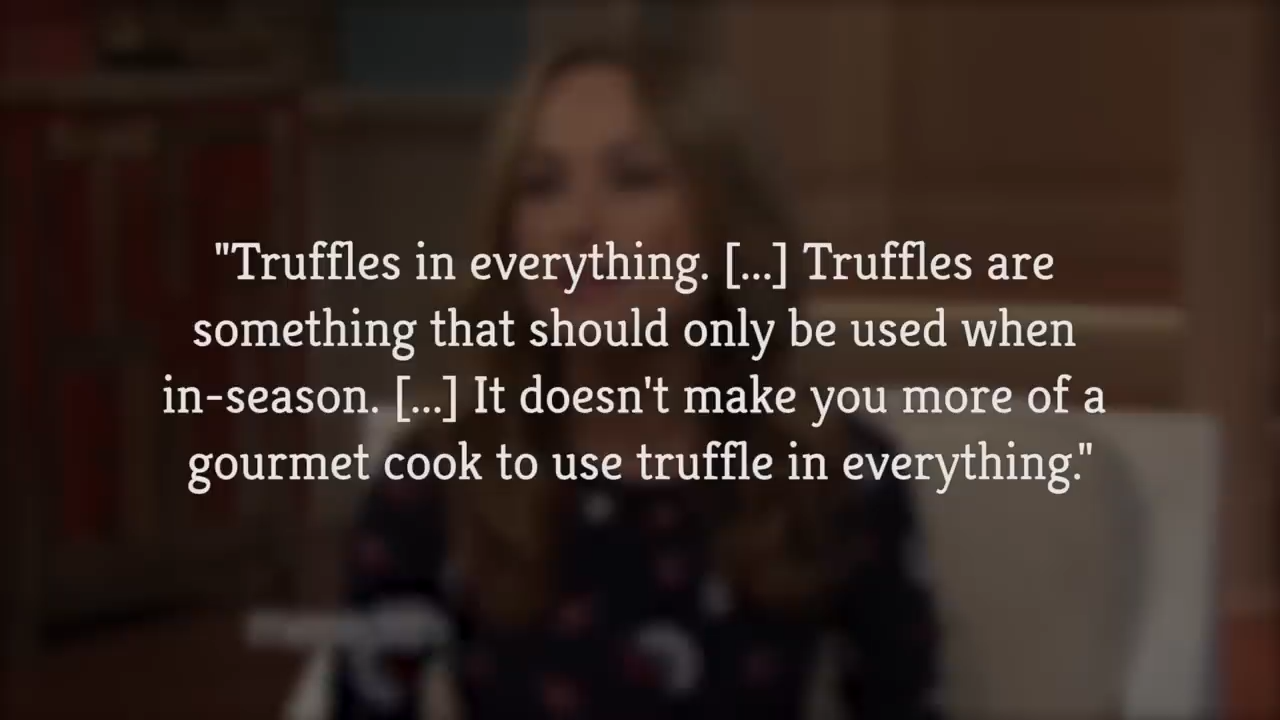 "Truffles in everything. [...] Truffles are
something that should only be used when
in-season. [...] It doesn't make you more of a
gourmet cook to use truffle in everything."